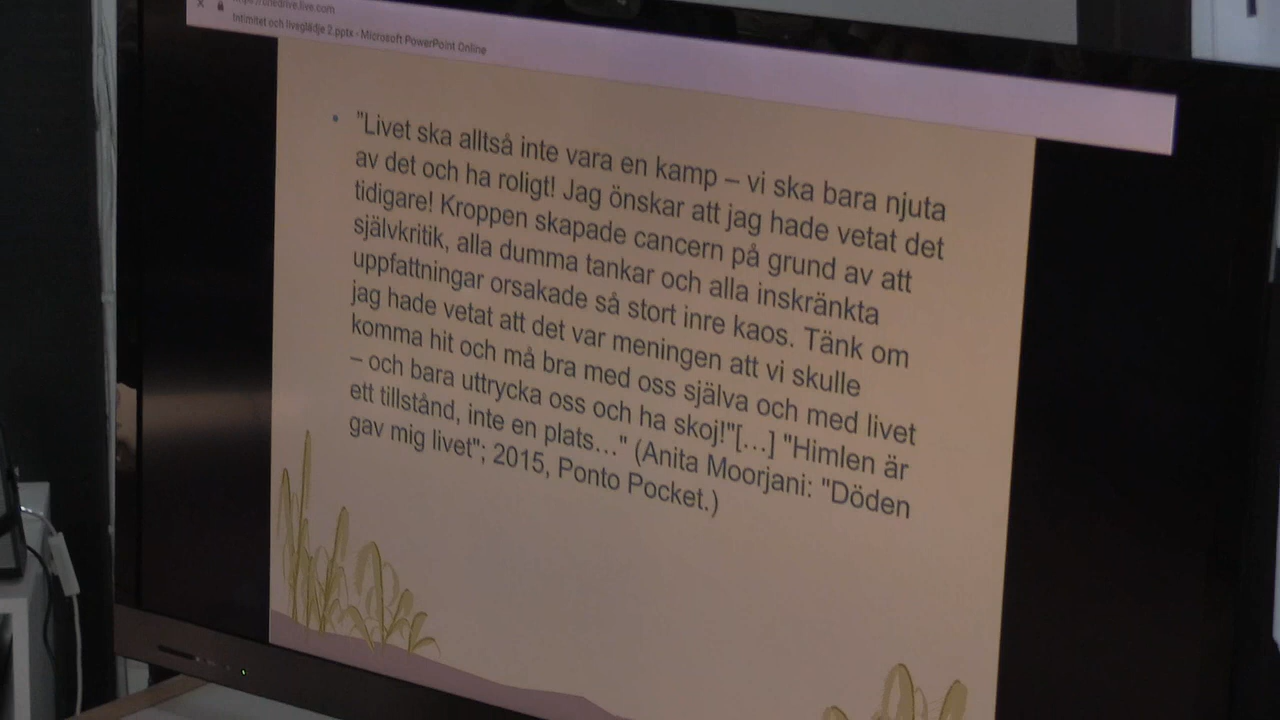 https://onedrive.live.com
Intimitet och livsglädje 2.pptx - Microsoft PowerPoint Online
• "Livet ska alltså inte vara en kamp – vi ska bara njuta
av det och ha roligt! Jag önskar att jag hade vetat det
tidigare! Kroppen skapade cancern på grund av att
självkritik, alla dumma tankar och alla inskränkta
uppfattningar orsakade så stort inre kaos. Tänk om
jag hade vetat att det var meningen att vi skulle
komma hit och må bra med oss själva och med livet
– och bara uttrycka oss och ha skoj!"[…] "Himlen är
ett tillstånd, inte en plats…" (Anita Moorjani: "Döden
gav mig livet"; 2015, Ponto Pocket.)